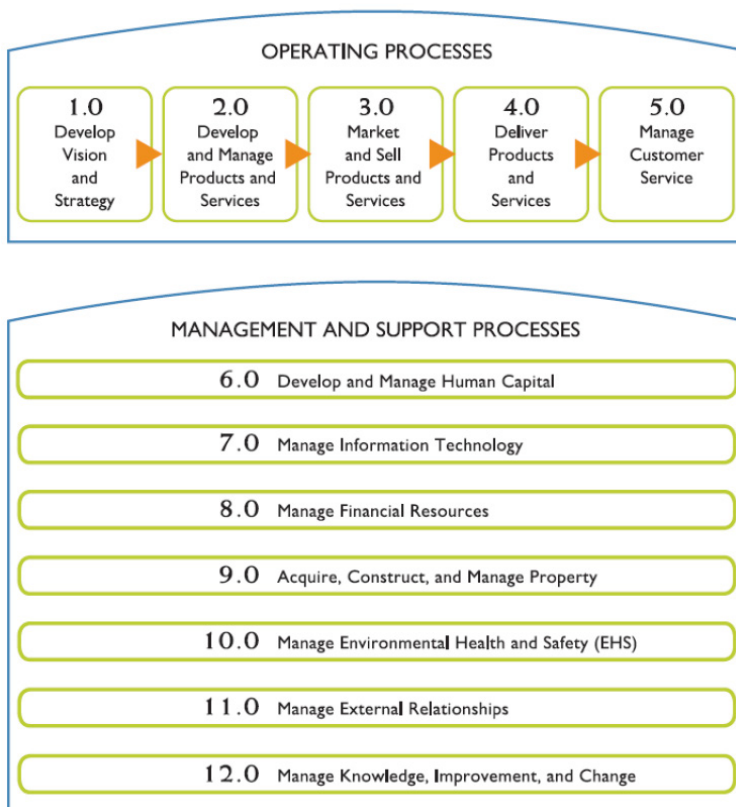 OPERATING PROCESSES
1.0
Develop
Vision
and
Strategy
2.0
Develop
and Manage
Products and
Services
3.0
Market
and Sell
Products and
Services
4.0
Deliver
Products
and
Services
5.0
Manage
Customer
Service
MANAGEMENT AND SUPPORT PROCESSES
6.0 Develop and Manage Human Capital
7.0 Manage Information Technology
8.0 Manage Financial Resources
9.0 Acquire, Construct, and Manage Property
10.0 Manage Environmental Health and Safety (EHS)
11.0 Manage External Relationships
12.0 Manage Knowledge, Improvement, and Change